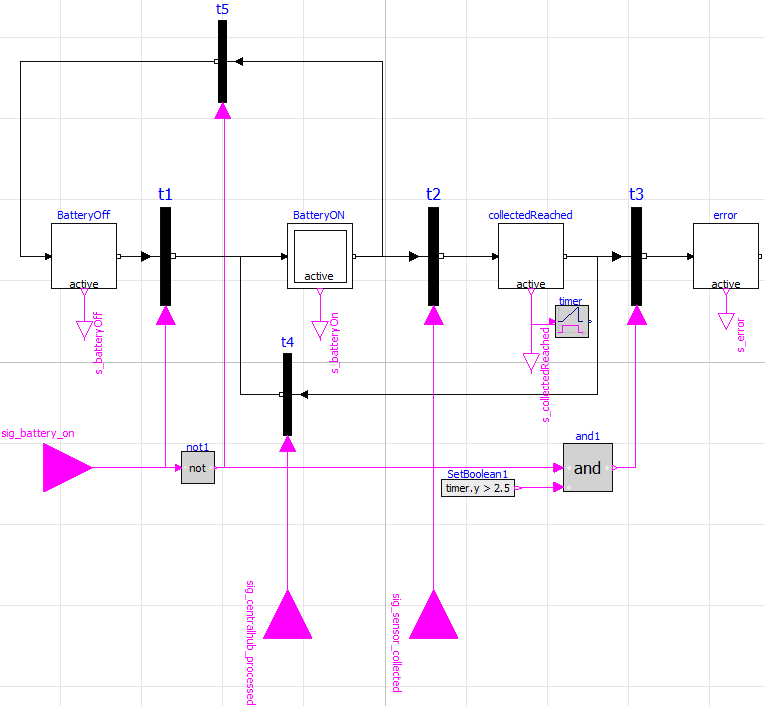 t5
t1
t2
t3
BatteryOff
BatteryON
collectedReached
error
active
active
active
active
timer
s_batteryOff
s_batteryOn
s_collectedReached
s_error
t4
sig_battery_on
not1
not
and1
and
SetBoolean1
timer.y > 2.5
sig_centralhub_processed
sig_sensor_collected